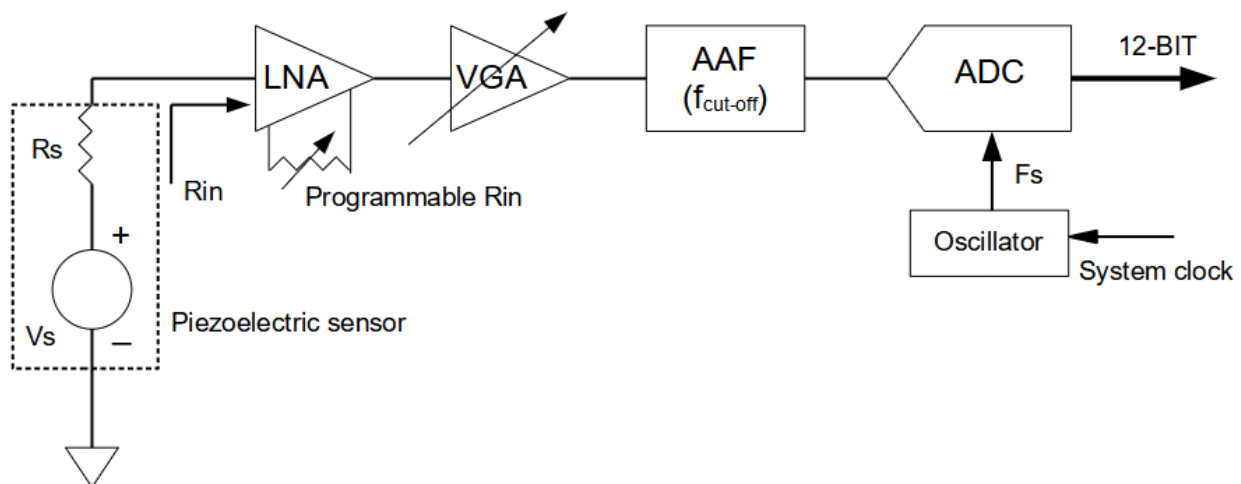 12-BIT
LNA
VGA
AAF
(fcut-off)
ADC
Rs
Rin
Programmable Rin
Fs
+
Oscillator
System clock
Vs
–
Piezoelectric sensor